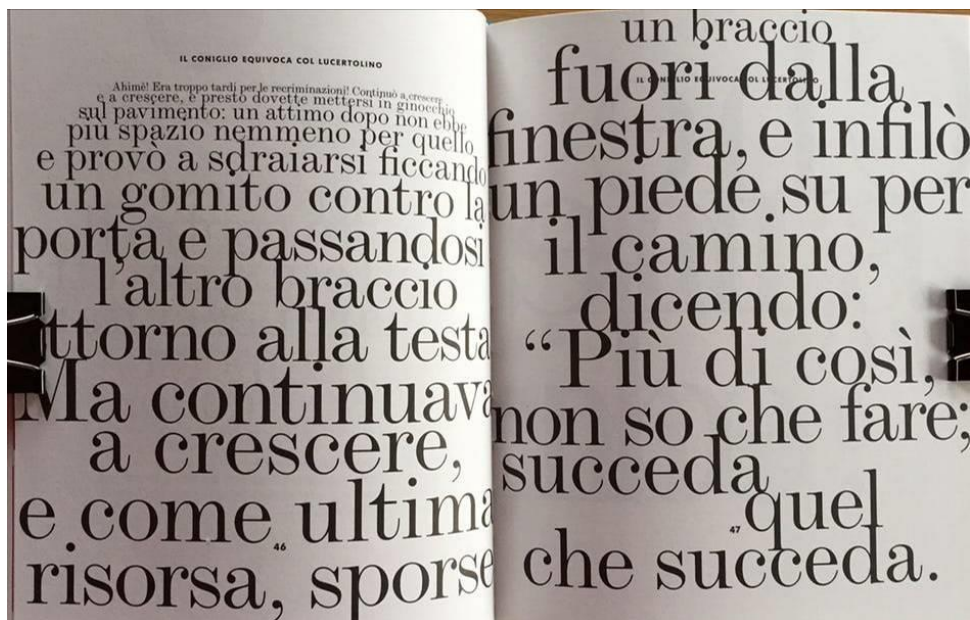 IL CONIGLIO EQUIVOCA COL LUCERTOLINO
Ahimè! Era troppo tardi per le recriminazioni! Continuò a crescere
e a crescere, e presto dovette mettersi in ginocchio
sul pavimento: un attimo dopo non ebbe
più spazio nemmeno per quello
e provò a sdraiarsi ficcando
un gomito contro la
porta e passandosi
l'altro braccio
ttorno alla testa
Ma continuava
a crescere,
e come ultima
46
risorsa, sporse
un braccio
IL CONIGLIO EQUIVOCA COL LUCERTOLINO
fuori dalla
finestra, e infilò
un piede su per
il camino,
dicendo:
“Più di così,
non so che fare;
succeda
quel
47
che succeda.